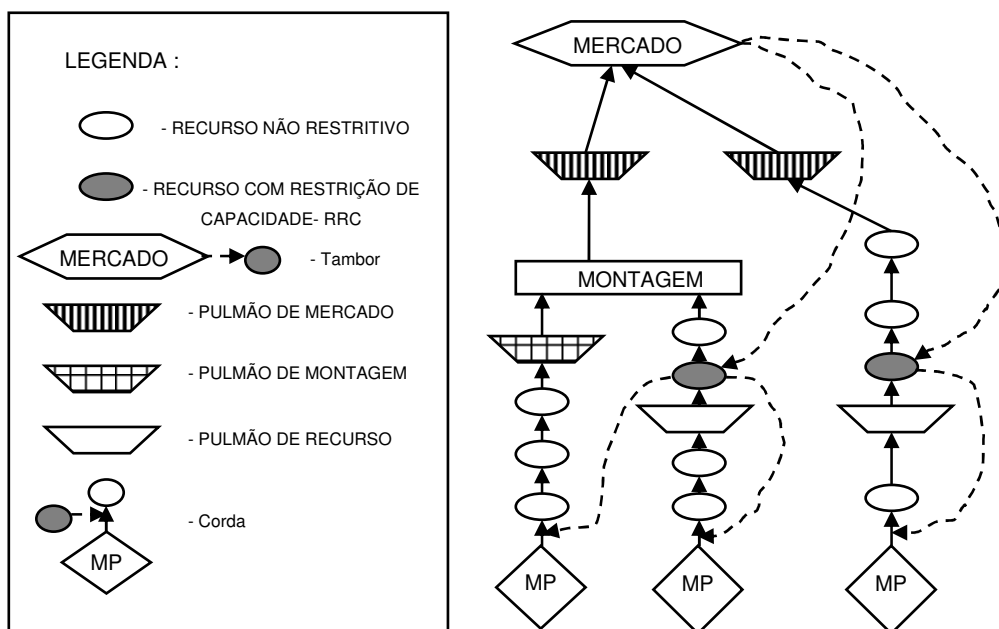 LEGENDA :
- RECURSO NÃO RESTRITIVO
- RECURSO COM RESTRIÇÃO DE
CAPACIDADE- RRC
MERCADO
- Tambor
- PULMÃO DE MERCADO
- PULMÃO DE MONTAGEM
- PULMÃO DE RECURSO
- Corda
MP
MERCADO
MONTAGEM
MP
MP
MP